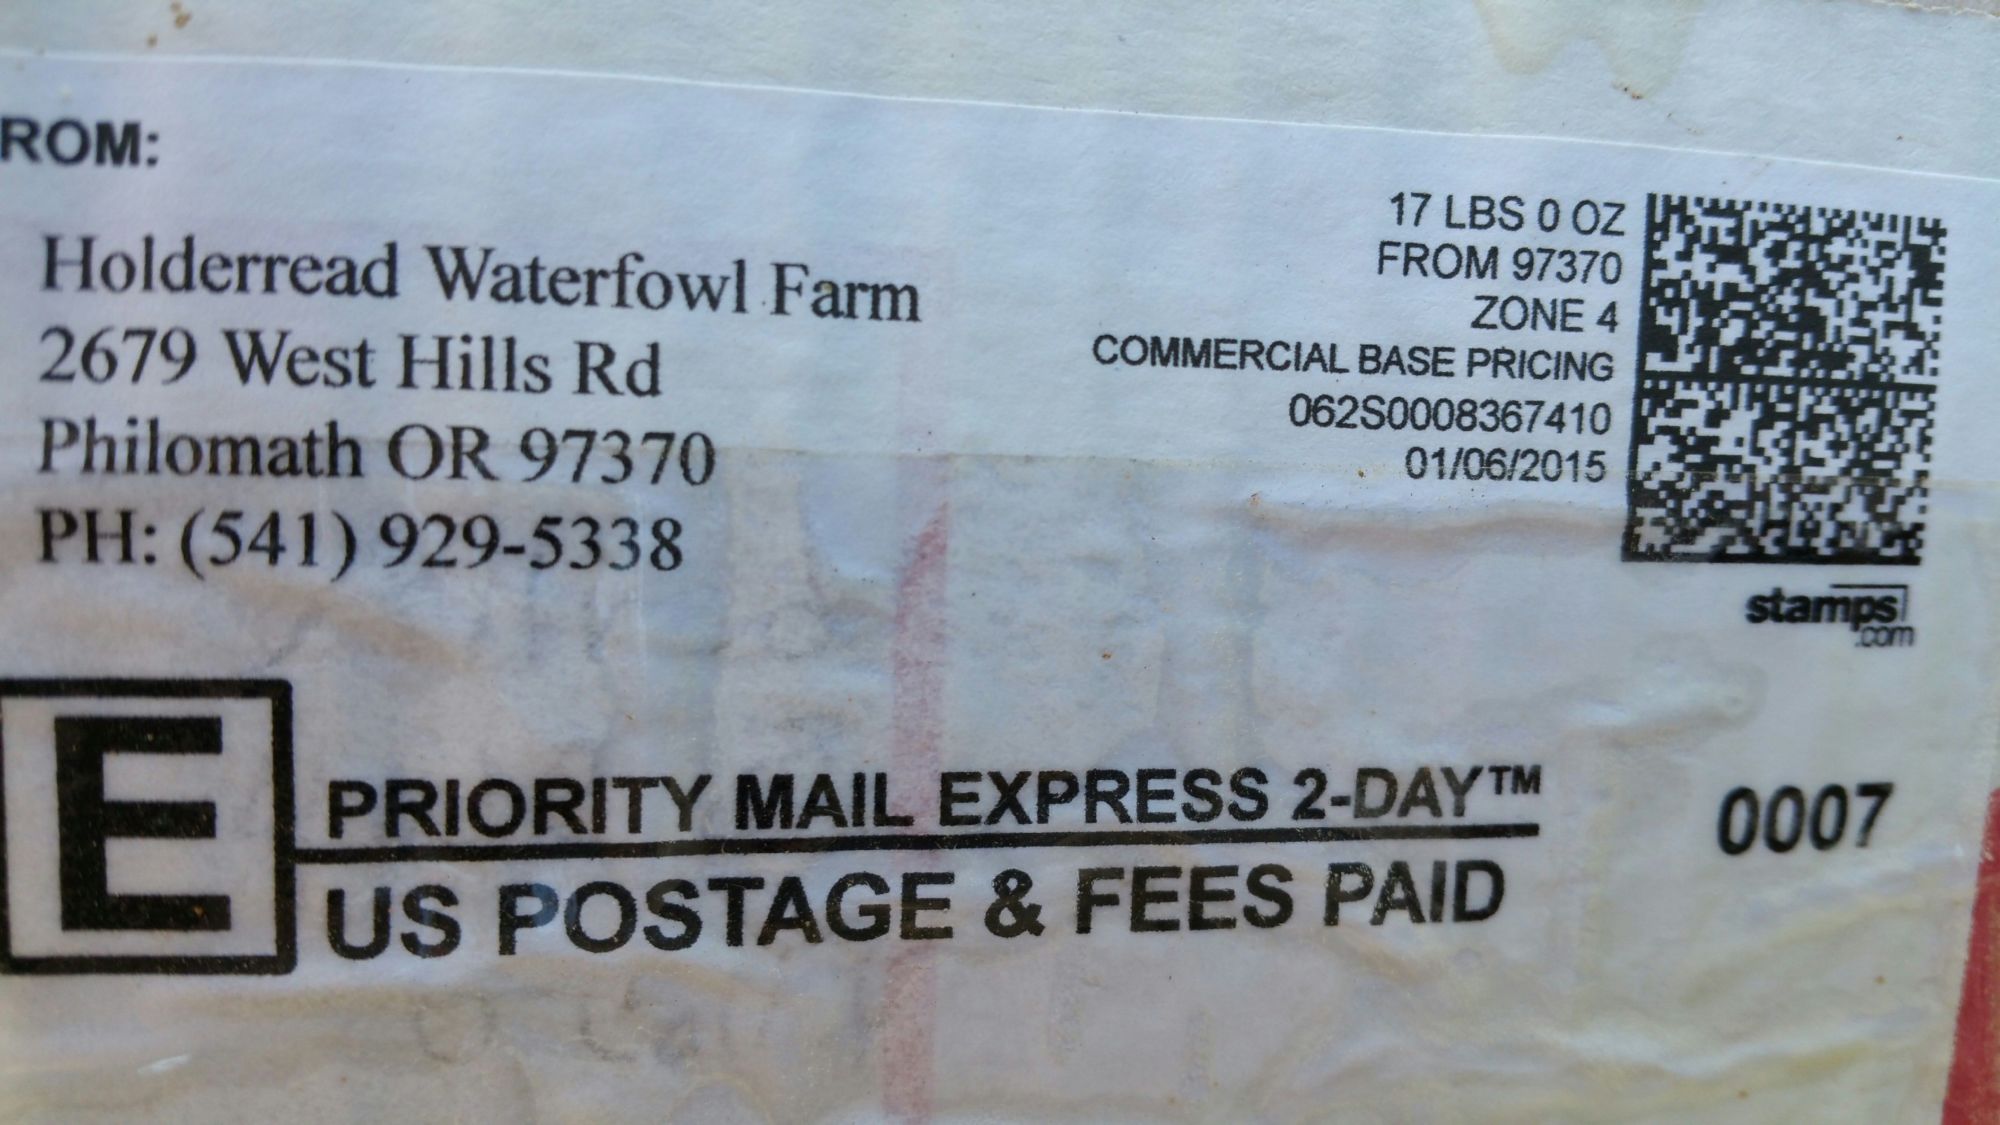 ROM:
Holderread Waterfowl Farm
2679 West Hills Rd
Philomath OR 97370
PH: (541) 929-5338
17 LBS 0 OZ
FROM 97370
ZONE 4
COMMERCIAL BASE PRICING
062S0008367410
01/06/2015
stamps
.com
E
PRIORITY MAIL EXPRESS 2-DAY™
0007
US POSTAGE & FEES PAID